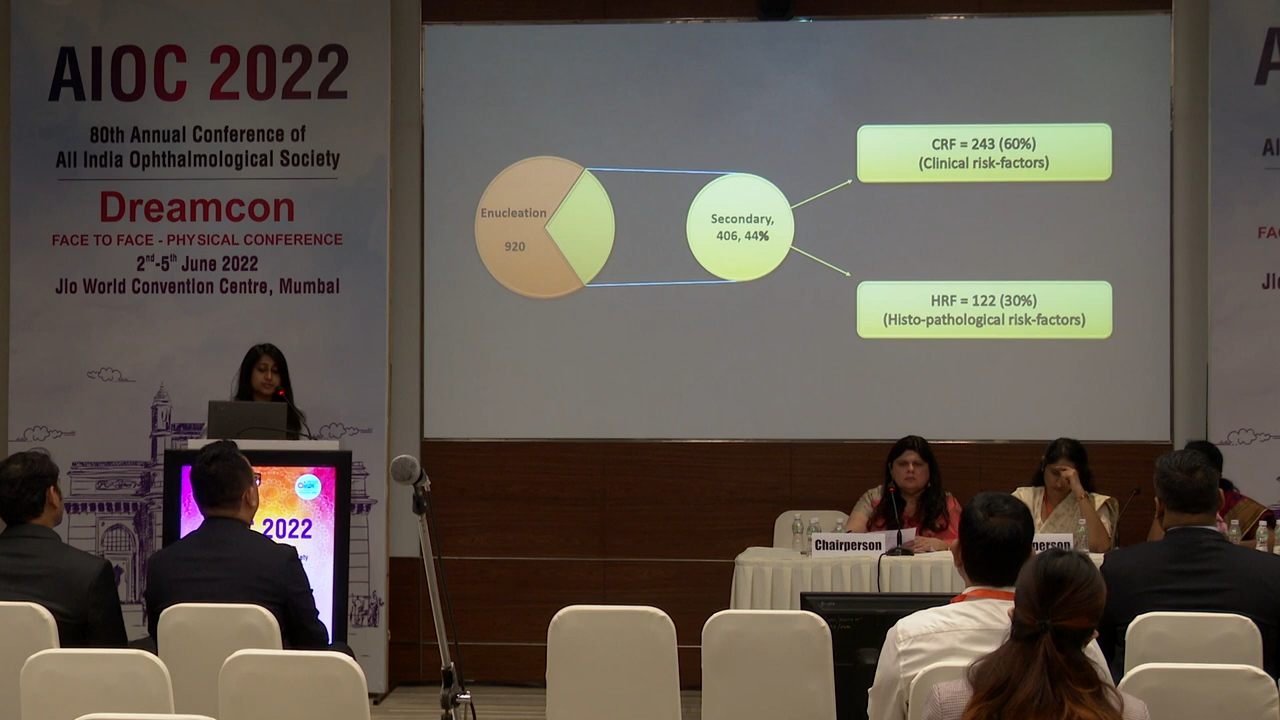 AIOC 2022
80th Annual Conference of
All India Ophthalmological Society
Dreamcon
FACE TO FACE - PHYSICAL CONFERENCE
2nd-5th June 2022
Jio World Convention Centre, Mumbai
Enucleation
920
Secondary,
406, 44%
CRF = 243 (60%)
(Clinical risk-factors)
HRF = 122 (30%)
(Histo-pathological risk-factors)
2022
Chairperson
rperson
A
FA